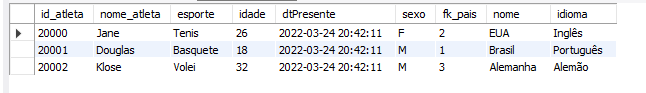 id_atleta nome_atleta esporte idade dtPresente sexo fk_pais nome idioma
20000 Jane Tenis 26 2022-03-24 20:42:11 F 2 EUA Inglês
20001 Douglas Basquete 18 2022-03-24 20:42:11 M 1 Brasil Português
20002 Klose Volei 32 2022-03-24 20:42:11 M 3 Alemanha Alemão